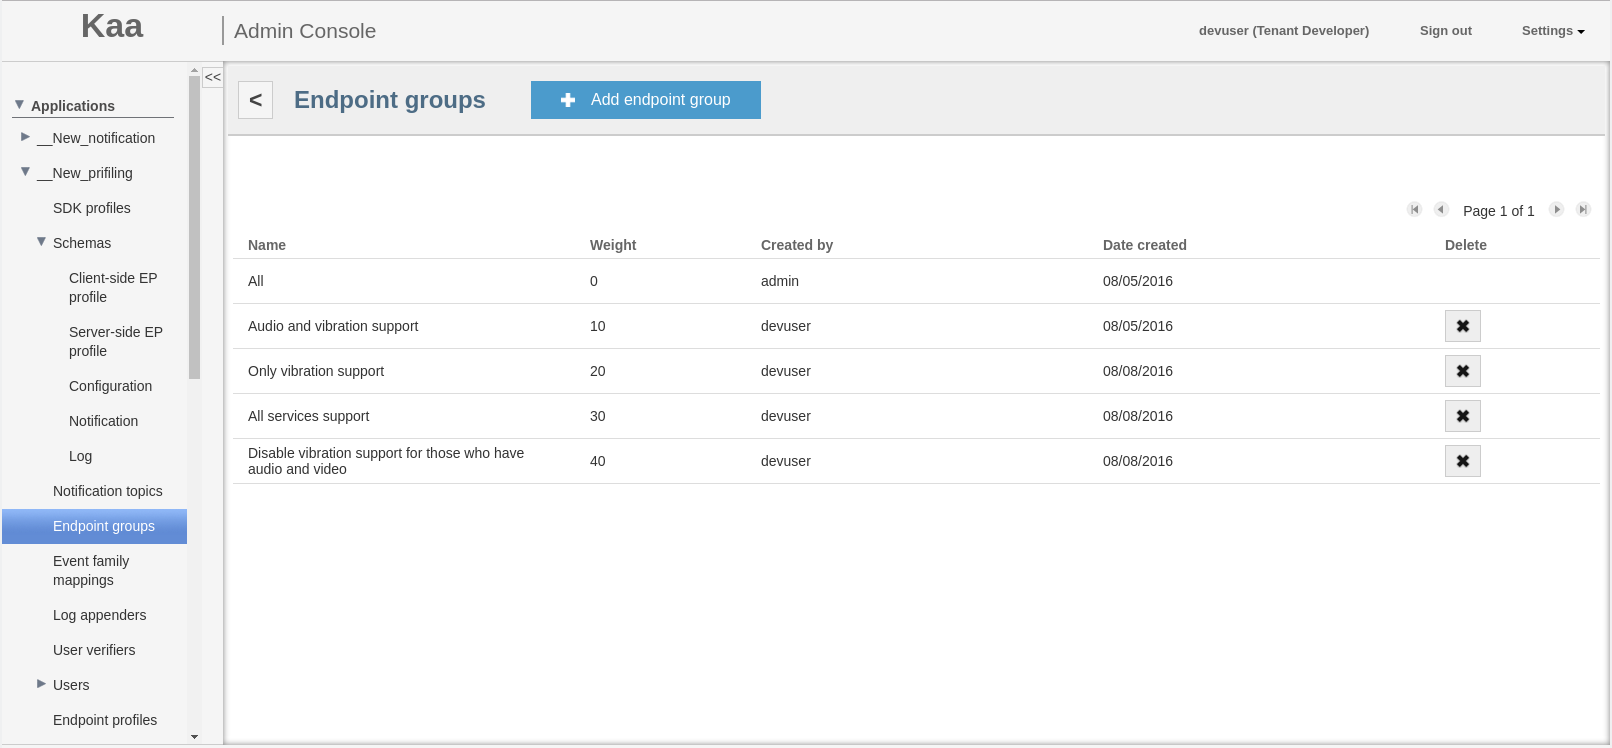 Kaa
Admin Console
devuser (Tenant Developer)
Sign out
Settings
<<
Applications
__New_notification
__New_prifiling
SDK profiles
Schemas
Client-side EP
profile
Server-side EP
profile
Configuration
Notification
Log
Notification topics
Endpoint groups
Event family
mappings
Log appenders
User verifiers
Users
Endpoint profiles
< Endpoint groups
Add endpoint group
Page 1 of 1
Name Weight Created by Date created Delete
All 0 admin 08/05/2016
Audio and vibration support 10 devuser 08/05/2016
Only vibration support 20 devuser 08/08/2016
All services support 30 devuser 08/08/2016
Disable vibration support for those who have
audio and video 40 devuser 08/08/2016